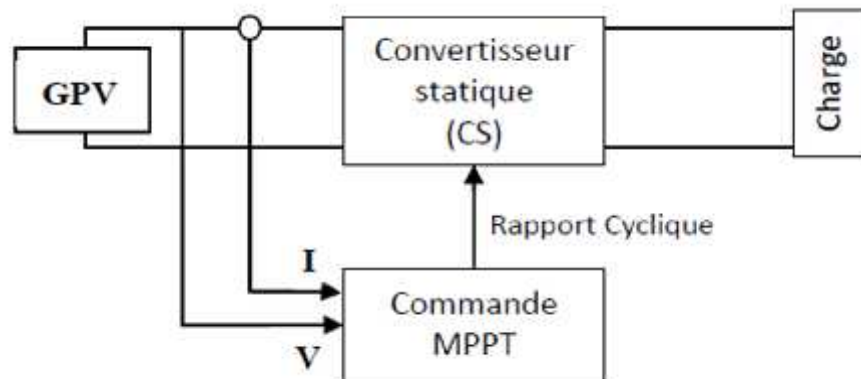 GPV
Convertisseur
statique
(CS)
Charge
Rapport Cyclique
I
V
Commande
MPPT